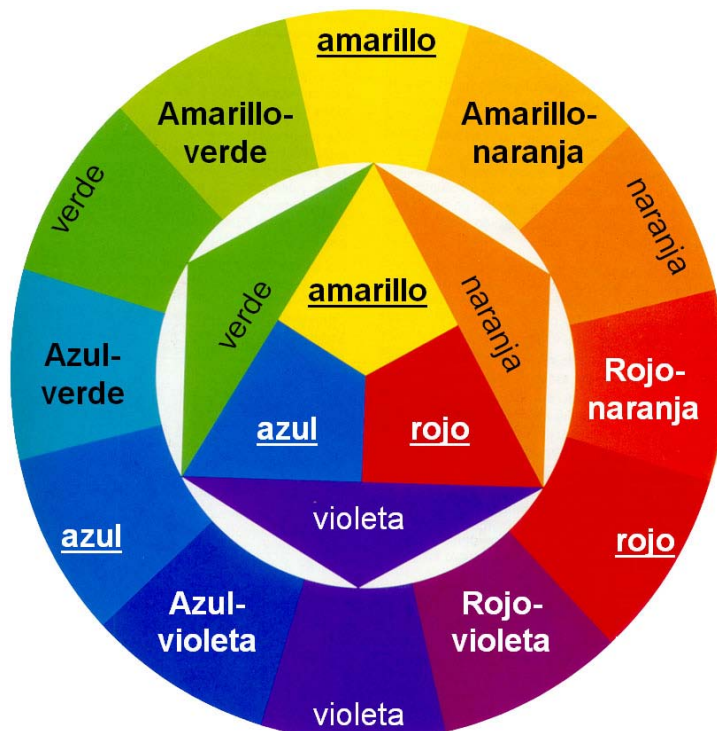 amarillo
Amarillo-
verde
Amarillo-
naranja
verde
naranja
amarillo
verde
naranja
Azul-
verde
Rojo-
naranja
azul
rojo
azul
rojo
violeta
Azul-
violeta
Rojo-
violeta
violeta